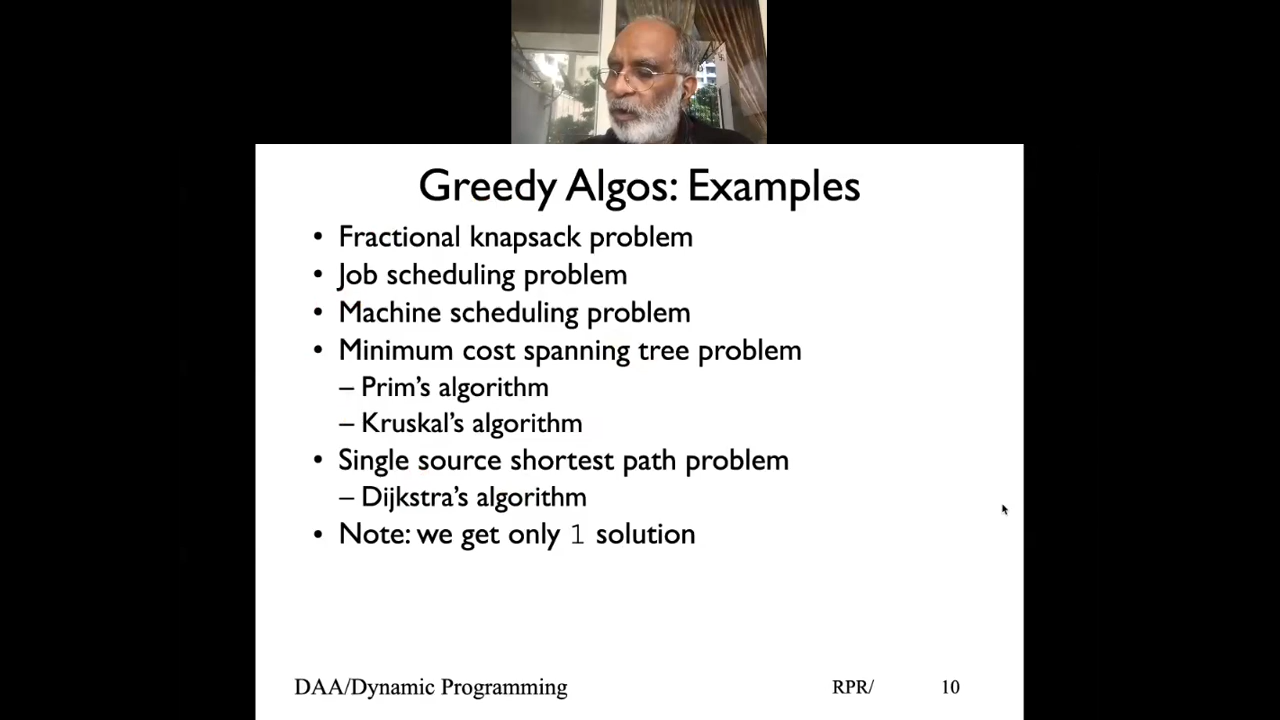 Greedy Algos: Examples
• Fractional knapsack problem
• Job scheduling problem
• Machine scheduling problem
• Minimum cost spanning tree problem
– Prim's algorithm
– Kruskal's algorithm
• Single source shortest path problem
– Dijkstra's algorithm
• Note: we get only 1 solution
DAA/Dynamic Programming RPR/ 10